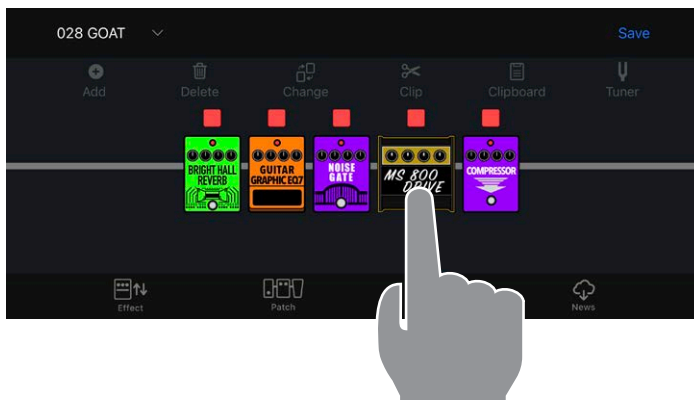 028 GOAT
Save
Add
Delete
Change
Clip
Clipboard
Tuner
BRIGHT HALL
REVERB
GUITAR
GRAPHIC EQ7
NOISE
GATE
MS 800
DRIVE
COMPRESSOR
Effect
Patch
News